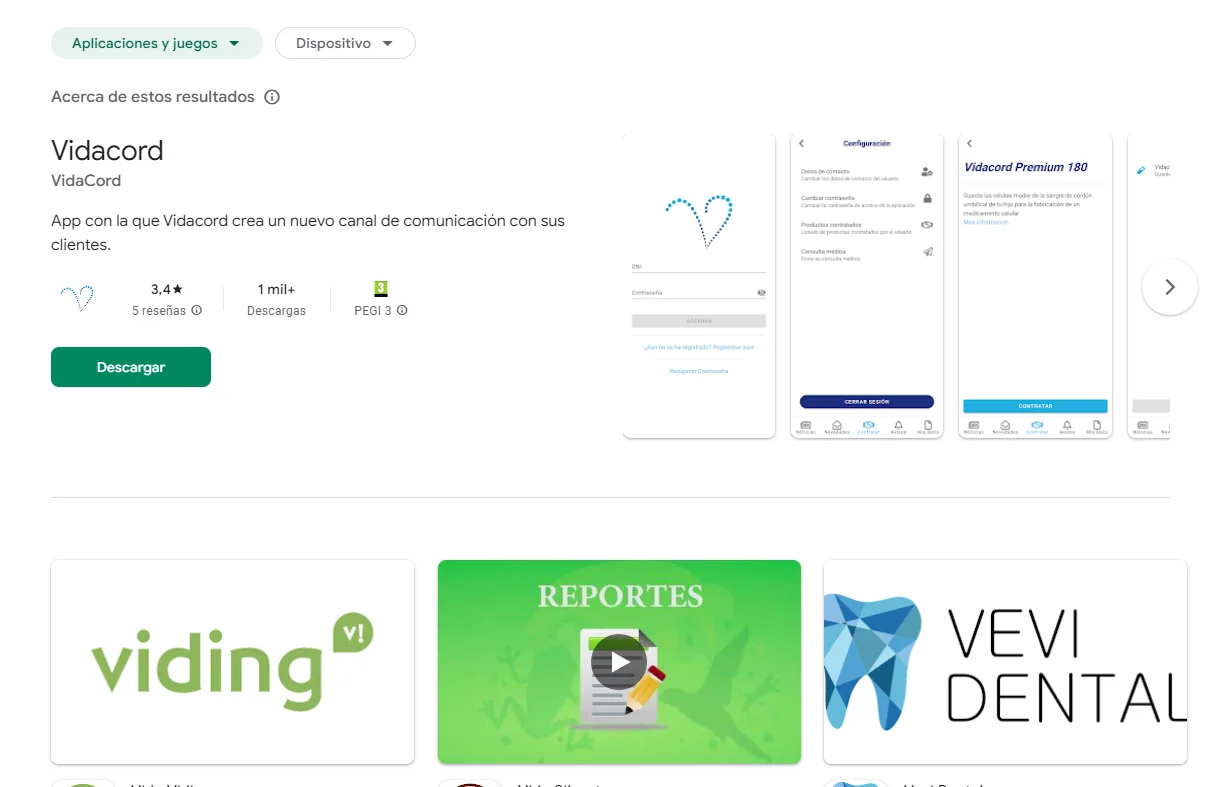 Aplicaciones y juegos
Dispositivo
Acerca de estos resultados
Vidacord
VidaCord
App con la que Vidacord crea un nuevo canal de comunicación con sus
clientes.
3,4★
5 reseñas
1 mil+
Descargas
3
PEGI 3
Descargar
DNI
Contraseña
ACCEDER
¿Aún no se ha registrado? Regístrese aquí
Recuperar Contraseña
Configuración
Datos de contacto
Cambiar los datos de contacto del usuario
Cambiar contraseña
Cambiar la contraseña de acceso de la aplicación
Productos contratados
Listado de productos contratados por el usuario
Consulta médica
Envíe su consulta médica
CERRAR SESIÓN
Noticias Novedades Contratar Avisos Mis Docs
Vidacord Premium 180
Guarda las células madre de la sangre de cordón
umbilical de tu hijo para la fabricación de un
medicamento celular
Más información.
CONTRATAR
Noticias Novedades Contratar Avisos Mis Docs
Noticias
viding v!
REPORTES
VEVI
DENTAL